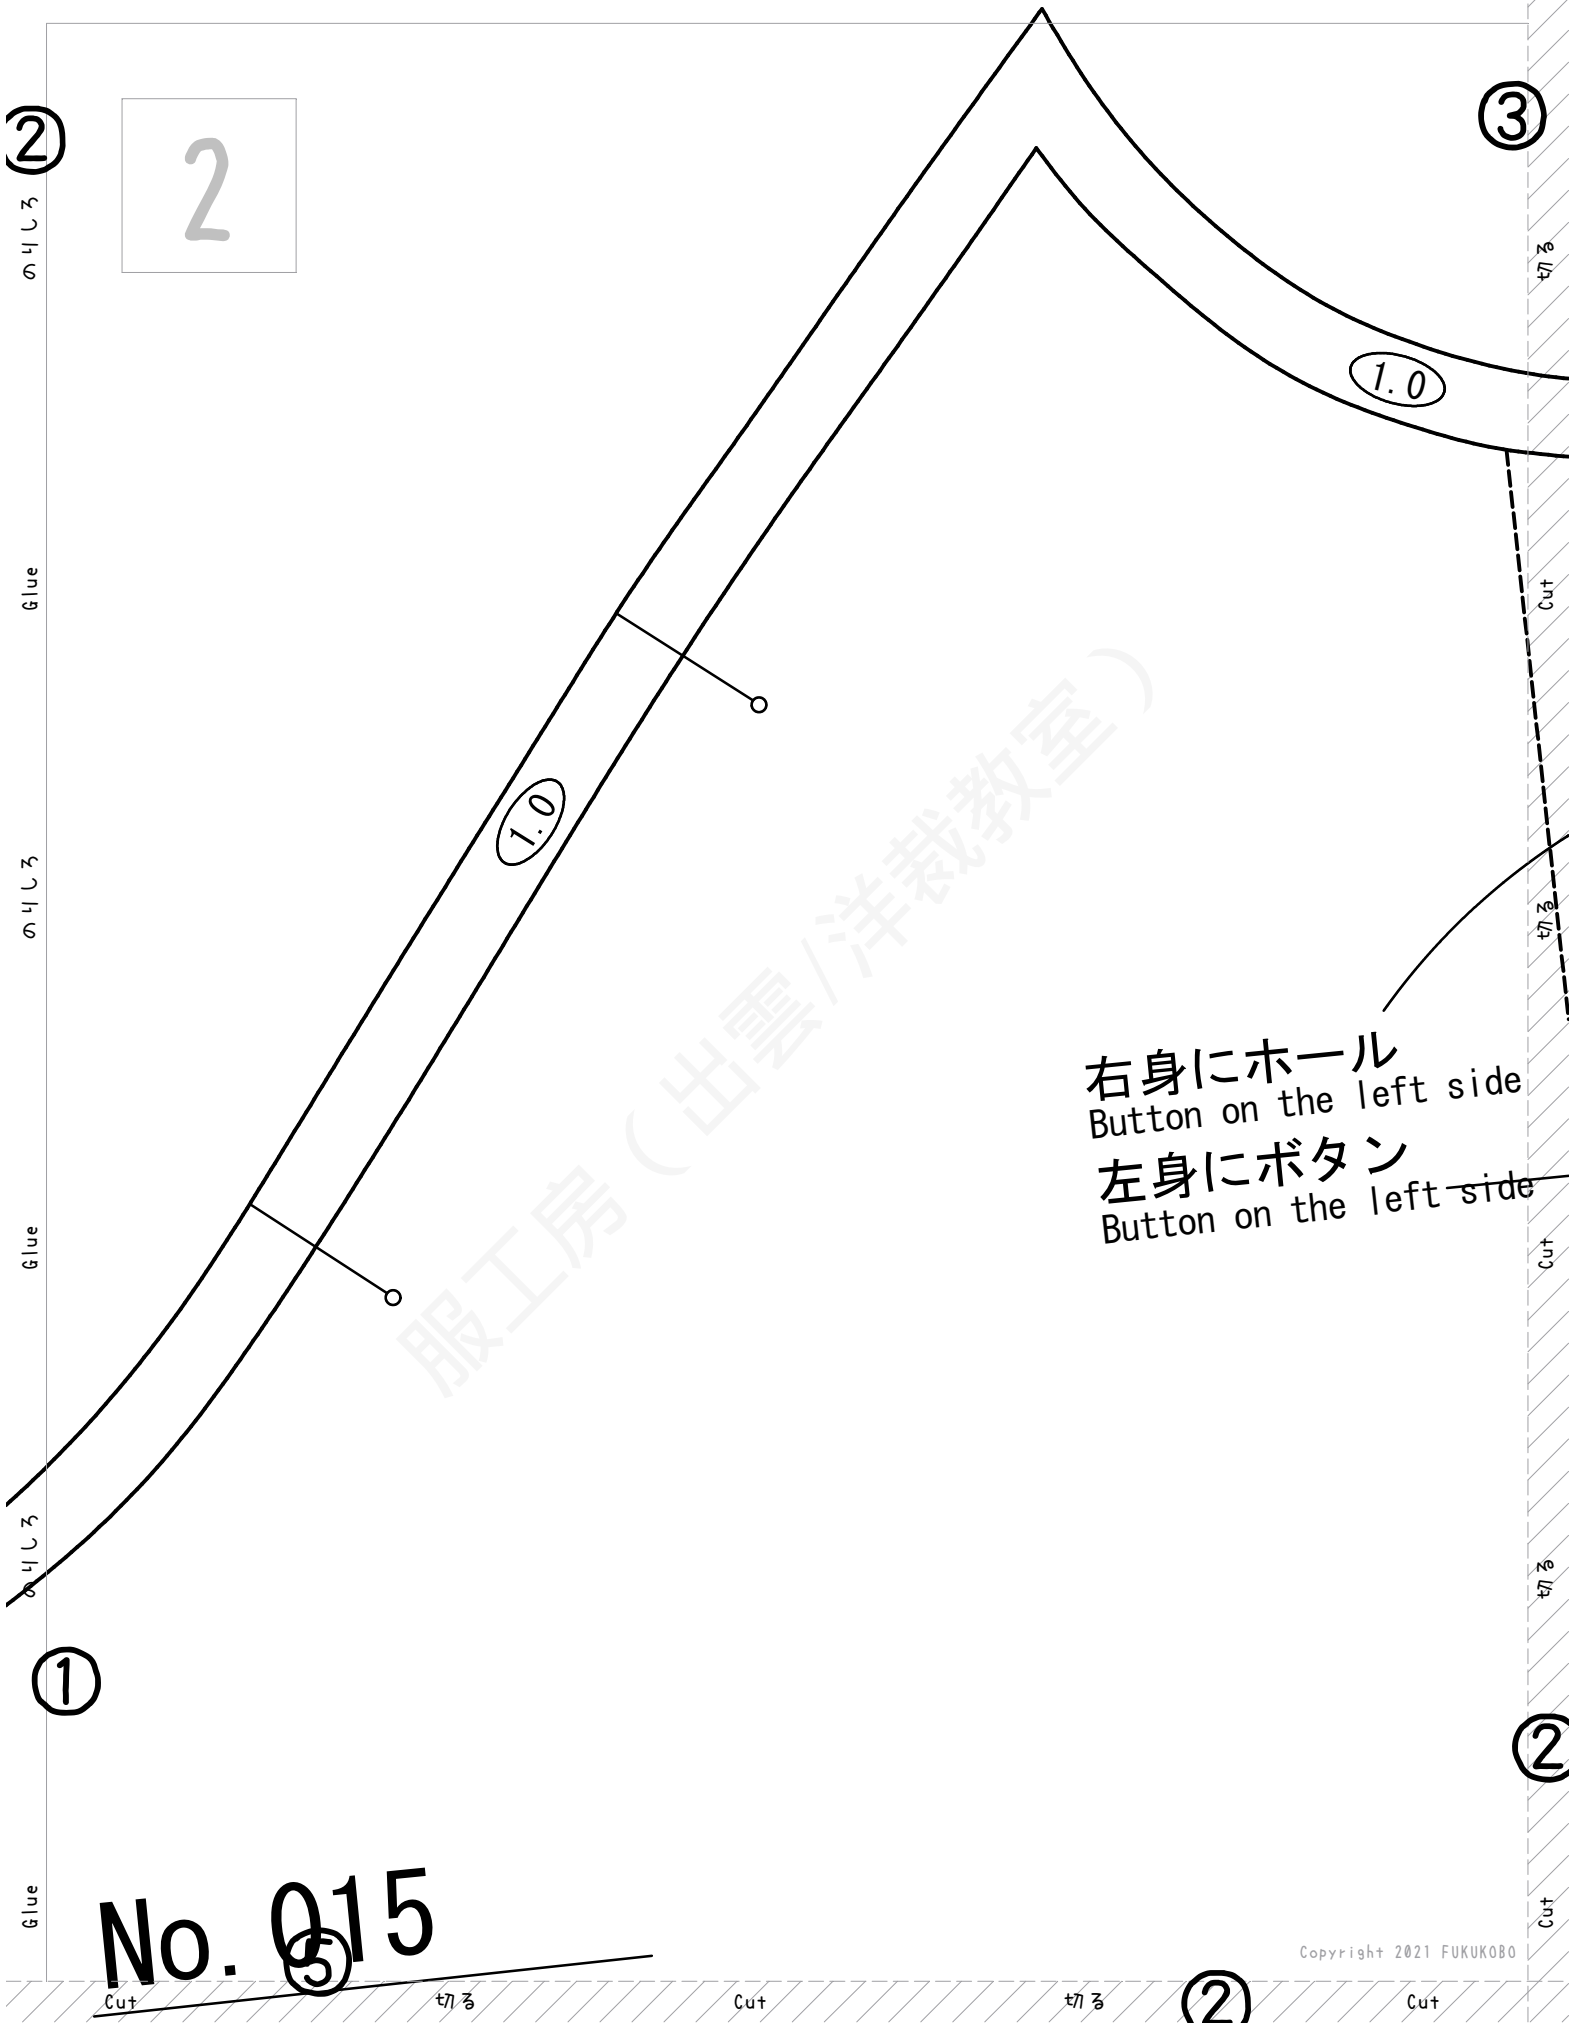 ②
2
③
のりしろ
切る
1.0
Glue
Cut
1.0
のりしろ
切る
服工房（出雲/洋裁教室）
右身にホール
Button on the left side
左身にボタン
Button on the left side
Glue
Cut
のりしろ
切る
①
②
Glue
Cut
No. 015
⑤
Copyright 2021 FUKUKOBO
Cut
切る
Cut
切る
②
Cut